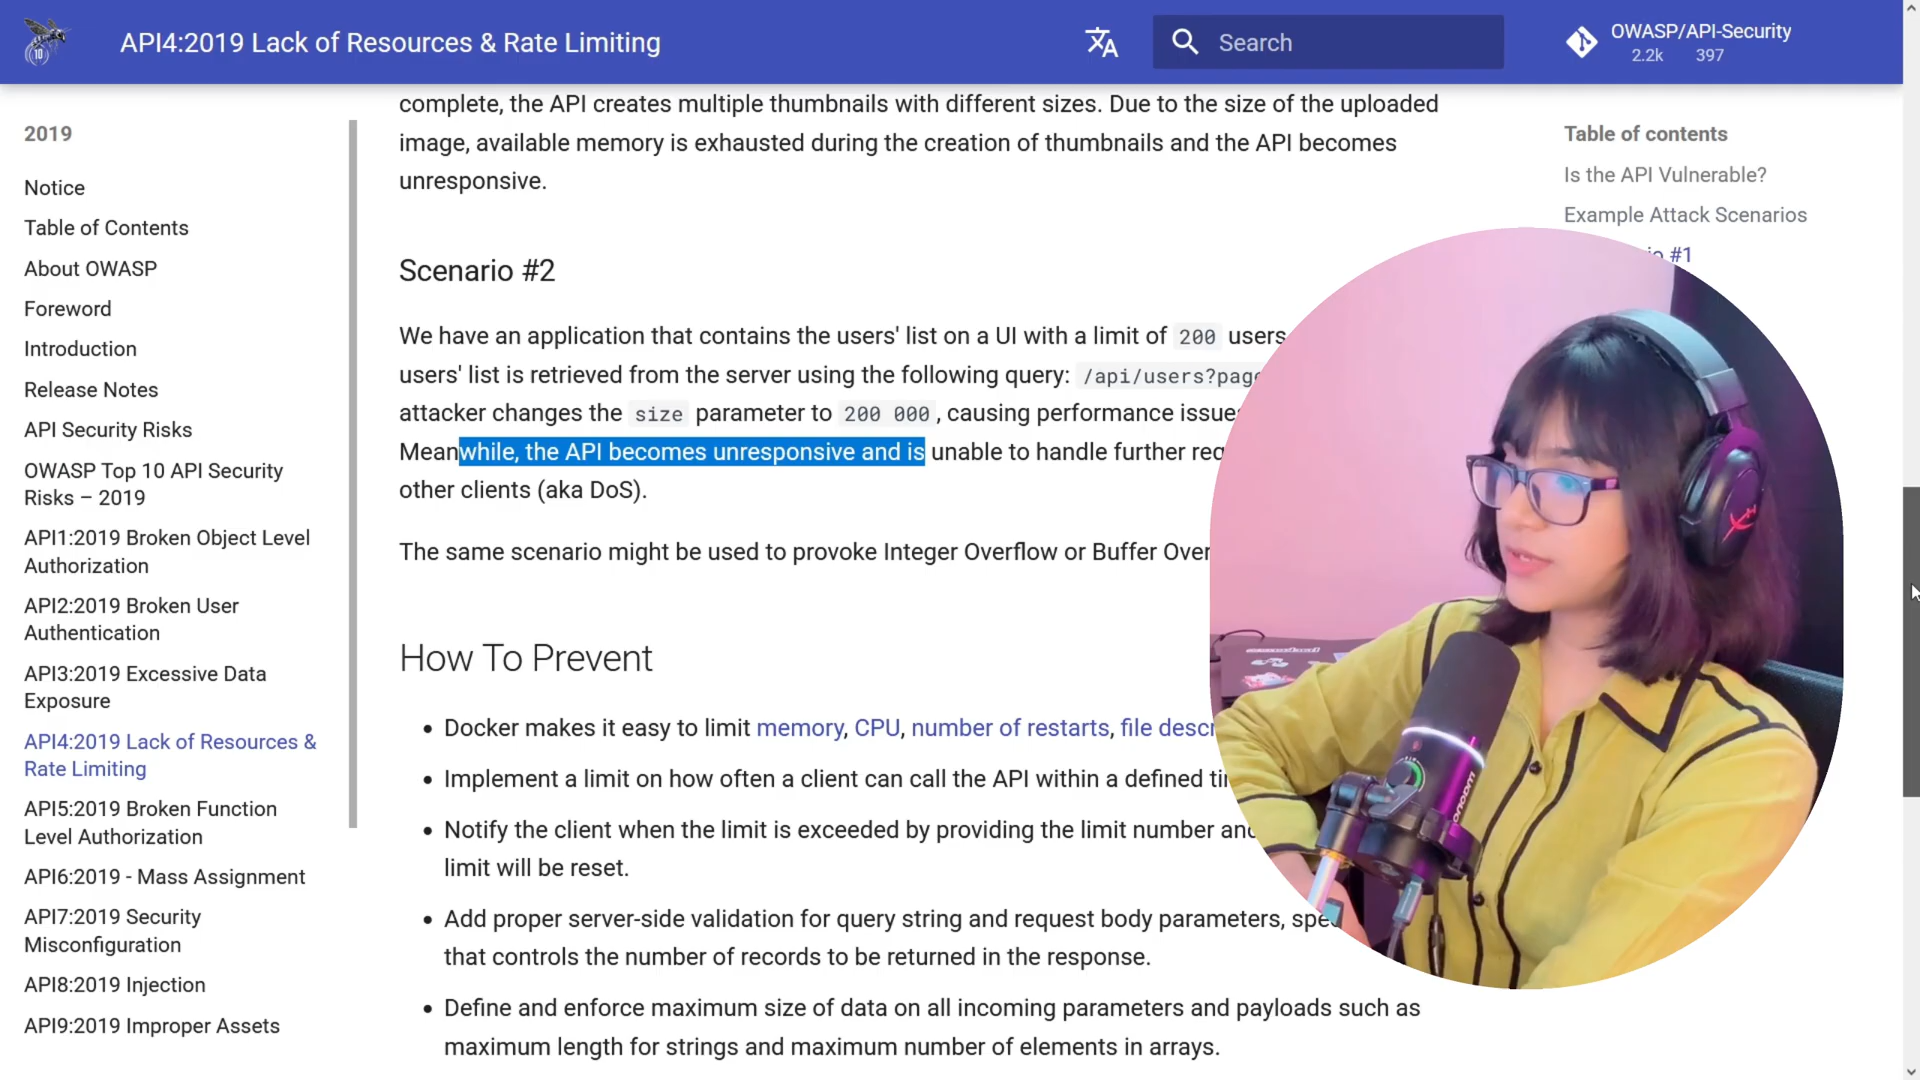 API4:2019 Lack of Resources & Rate Limiting
Search
OWASP/API-Security
2.2k 397
2019
Notice
Table of Contents
About OWASP
Foreword
Introduction
Release Notes
API Security Risks
OWASP Top 10 API Security
Risks – 2019
API1:2019 Broken Object Level
Authorization
API2:2019 Broken User
Authentication
API3:2019 Excessive Data
Exposure
API4:2019 Lack of Resources &
Rate Limiting
API5:2019 Broken Function
Level Authorization
API6:2019 - Mass Assignment
API7:2019 Security
Misconfiguration
API8:2019 Injection
API9:2019 Improper Assets
complete, the API creates multiple thumbnails with different sizes. Due to the size of the uploaded
image, available memory is exhausted during the creation of thumbnails and the API becomes
unresponsive.
Scenario #2
We have an application that contains the users' list on a UI with a limit of 200 users
users' list is retrieved from the server using the following query: /api/users?page
attacker changes the size parameter to 200 000, causing performance issue
Meanwhile, the API becomes unresponsive and is unable to handle further req
other clients (aka DoS).
The same scenario might be used to provoke Integer Overflow or Buffer Over
How To Prevent
• Docker makes it easy to limit memory, CPU, number of restarts, file descr
• Implement a limit on how often a client can call the API within a defined ti
• Notify the client when the limit is exceeded by providing the limit number and
limit will be reset.
• Add proper server-side validation for query string and request body parameters, spe
that controls the number of records to be returned in the response.
• Define and enforce maximum size of data on all incoming parameters and payloads such as
maximum length for strings and maximum number of elements in arrays.
Table of contents
Is the API Vulnerable?
Example Attack Scenarios
#1